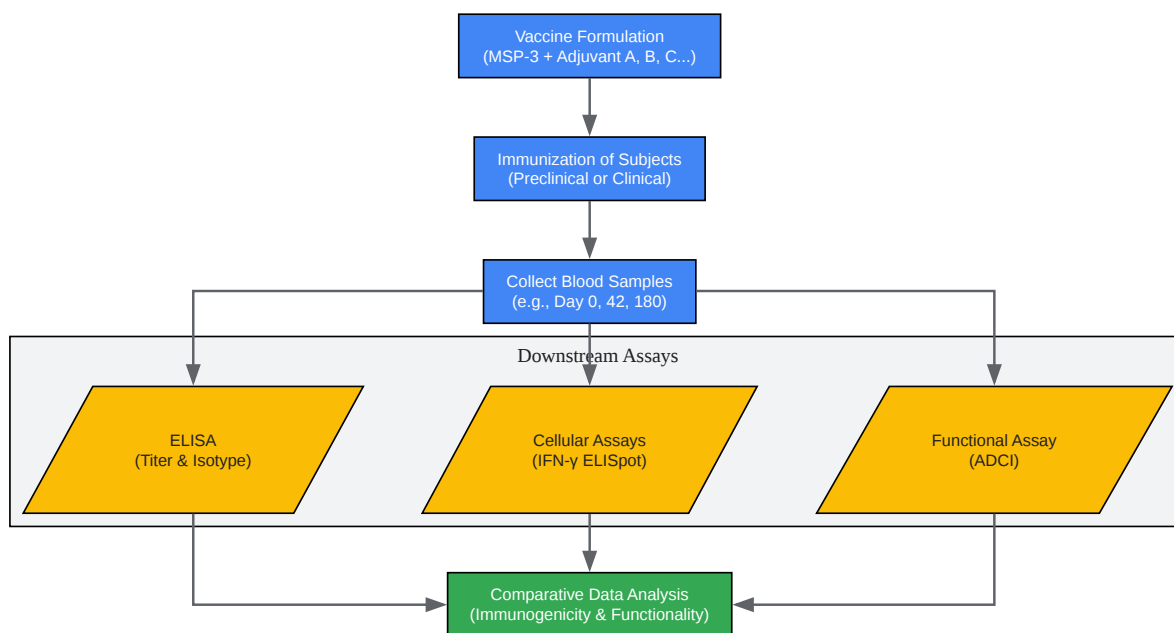 Vaccine Formulation
(MSP-3 + Adjuvant A, B, C...)
Immunization of Subjects
(Preclinical or Clinical)
Collect Blood Samples
(e.g., Day 0, 42, 180)
Downstream Assays
ELISA
(Titer & Isotype)
Cellular Assays
(IFN-γ ELISpot)
Functional Assay
(ADCI)
Comparative Data Analysis
(Immunogenicity & Functionality)